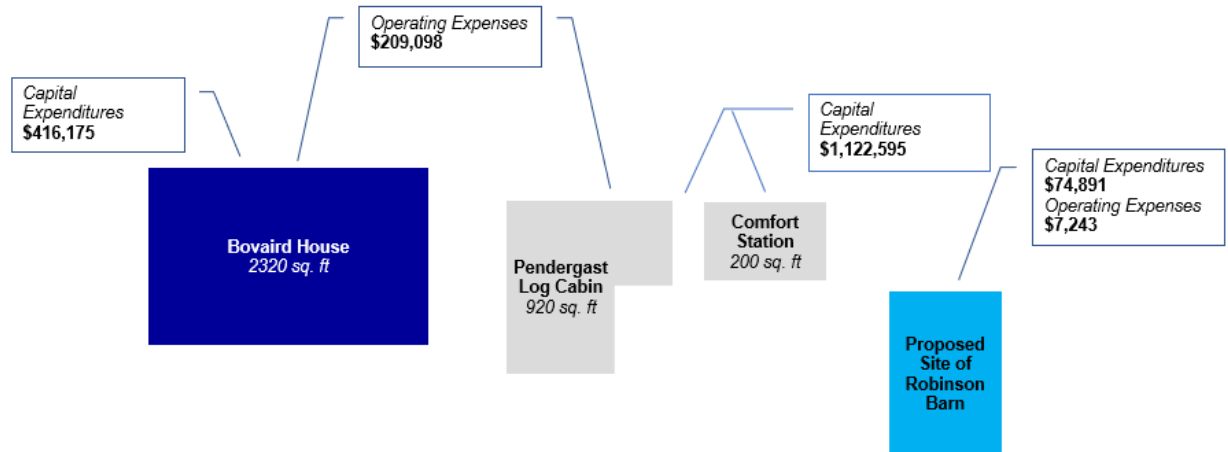 Operating Expenses
$209,098
Capital
Expenditures
$416,175
Capital
Expenditures
$1,122,595
Capital Expenditures
$74,891
Operating Expenses
$7,243
Bovaird House
2320 sq. ft
Pendergast
Log Cabin
920 sq. ft
Comfort
Station
200 sq. ft
Proposed
Site of
Robinson
Barn